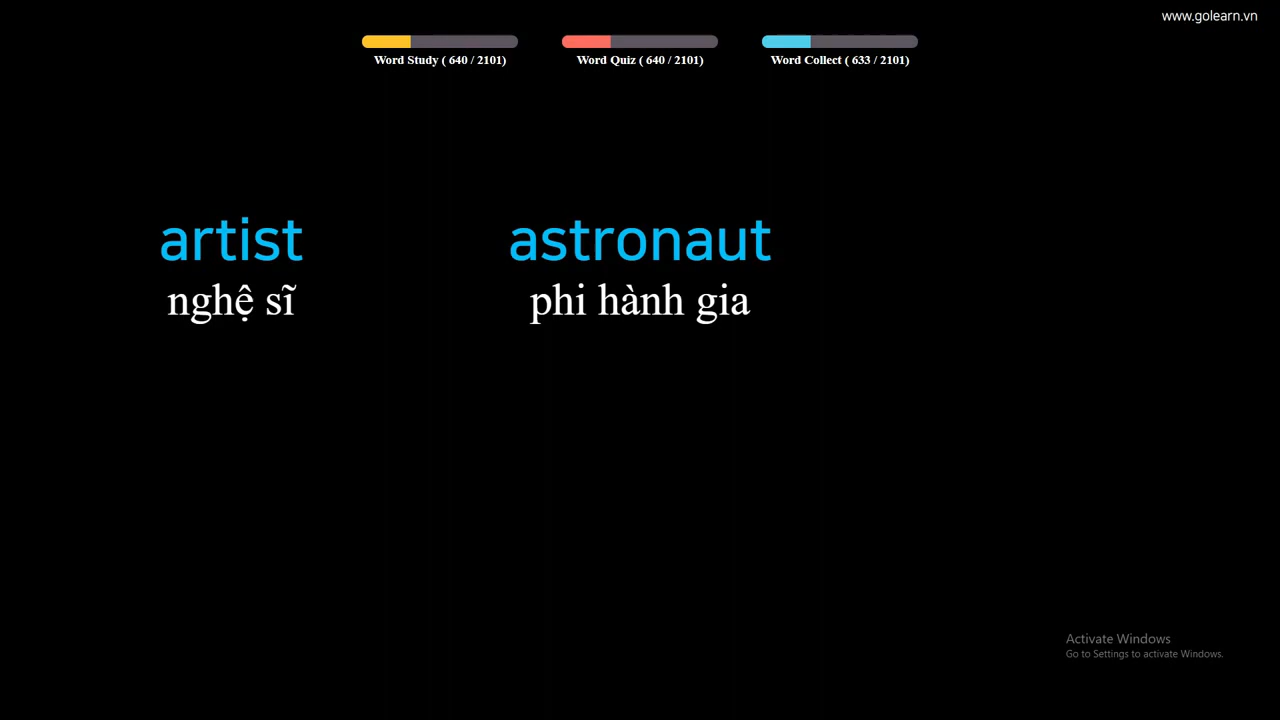 www.golearn.vn
Word Study ( 640 / 2101)
Word Quiz ( 640 / 2101)
Word Collect ( 633 / 2101)
artist
nghệ sĩ
astronaut
phi hành gia
Activate Windows
Go to Settings to activate Windows.